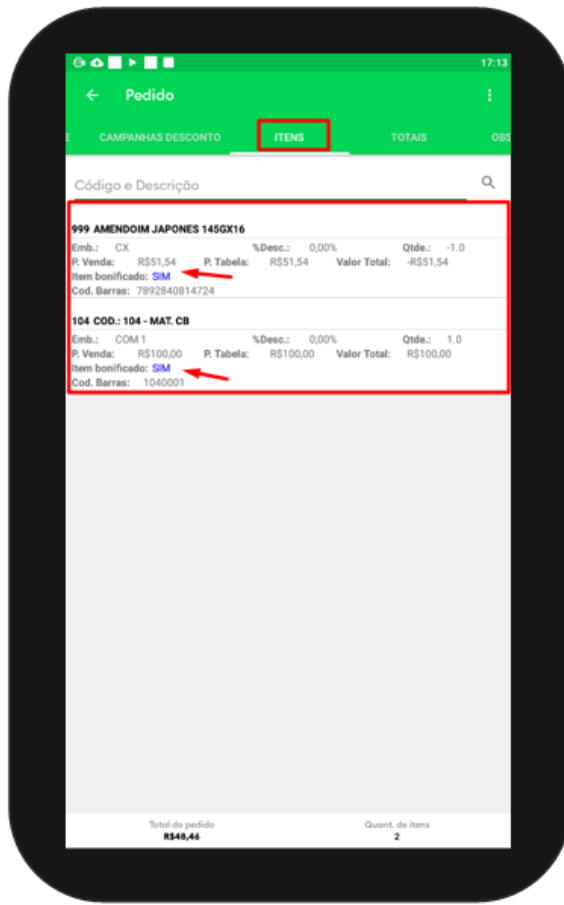 17:13
Pedido
E CAMPANHAS DESCONTO ITENS TOTAIS OBS
Código e Descrição
999 AMENDOIM JAPONES 145GX16
Emb.: CX %Desc.: 0,00% Qtde.: -1.0
P. Venda: R$51,54 P. Tabela: R$51,54 Valor Total: -R$51,54
Item bonificado: SIM
Cod. Barras: 7892840814724
104 COD.: 104 - MAT. CB
Emb.: COM 1 %Desc.: 0,00% Qtde.: 1.0
P. Venda: R$100,00 P. Tabela: R$100,00 Valor Total: R$100,00
Item bonificado: SIM
Cod. Barras: 1040001
Total do pedido Quant. de itens
R$48,46 2